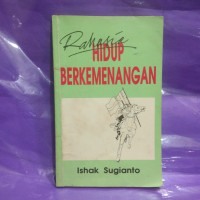 Rahasia
HIDUP
BERKEMENANGAN
Ishak Sugianto